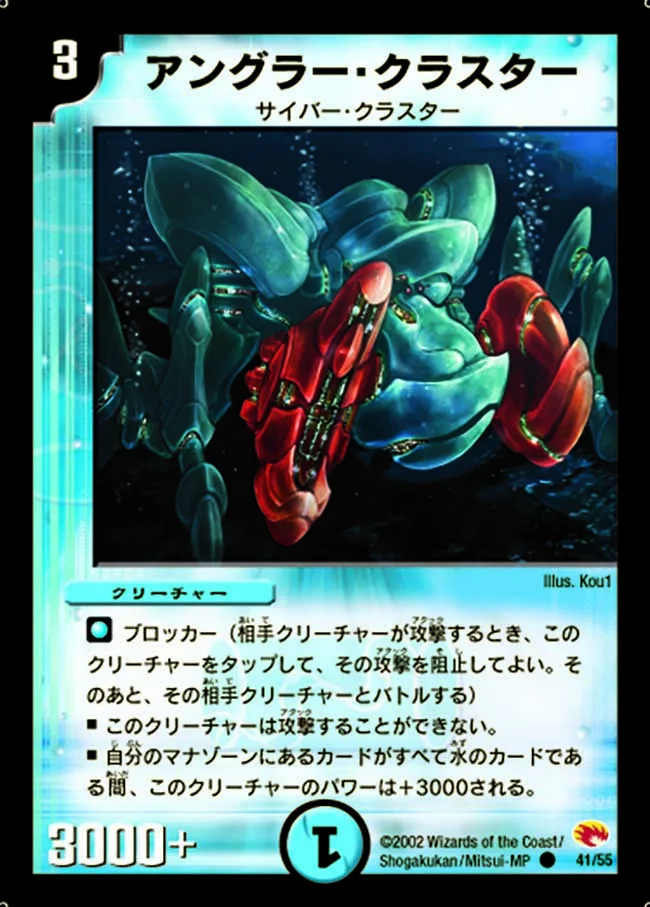 3
アングラー・クラスター
サイバー・クラスター
Illus. Kou1
クリーチャー
ブロッカー（相手クリーチャーが攻撃するとき、この
クリーチャーをタップして、その攻撃を阻止してよい。そ
のあと、その相手クリーチャーとバトルする）
■ このクリーチャーは攻撃することができない。
■ 自分のマナゾーンにあるカードがすべて水のカードであ
る間、このクリーチャーのパワーは＋3000される。
3000+
1
©2002 Wizards of the Coast/
Shogakukan/Mitsui-MP
41/55